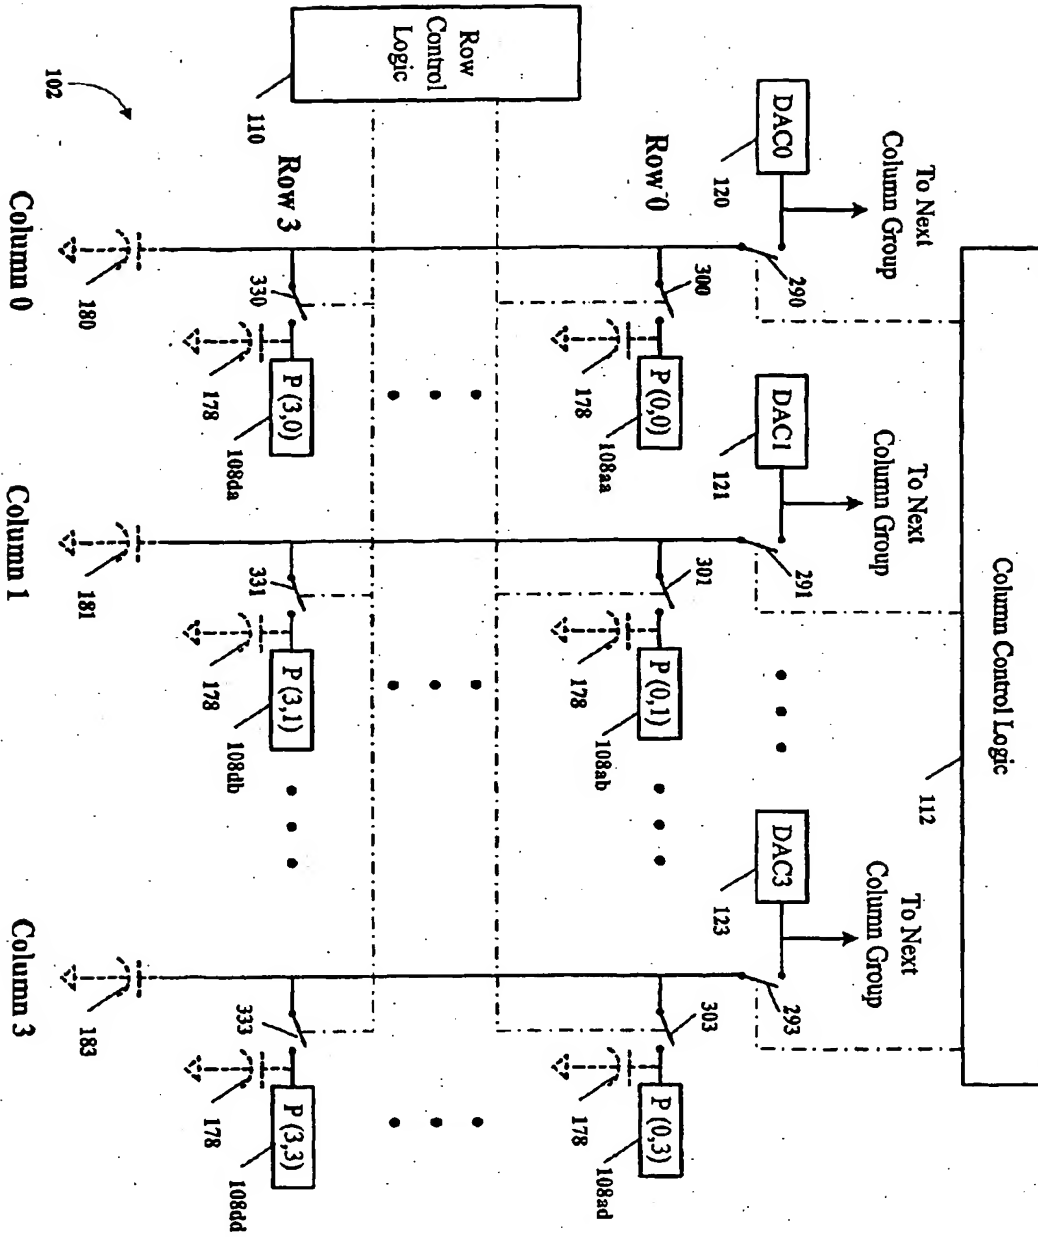 Column Control Logic
112
To Next
Column Group
To Next
Column Group
To Next
Column Group
DAC0
120
290
DAC1
121
291
DAC3
123
293
Row
Control
Logic
110
Row 0
300
P (0,0)
178
108aa
301
P (0,1)
178
108ab
303
P (0,3)
178
108ad
Row 3
330
P (3,0)
178
108da
331
P (3,1)
178
108db
333
P (3,3)
178
108dd
102
180
181
183
Column 0
Column 1
Column 3